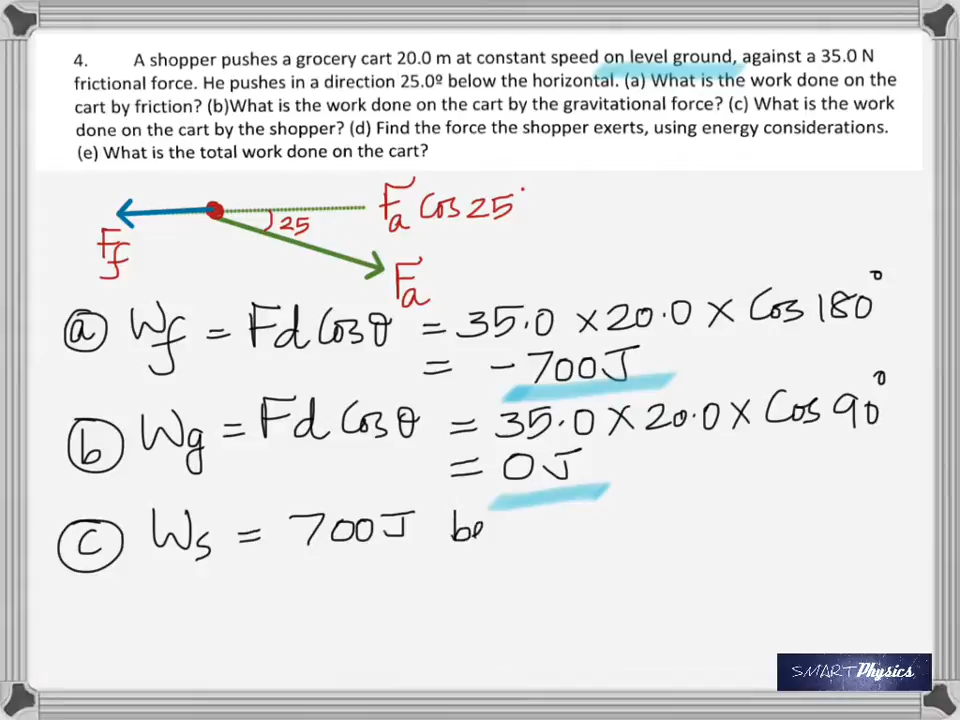 4. A shopper pushes a grocery cart 20.0 m at constant speed on level ground, against a 35.0 N
frictional force. He pushes in a direction 25.0º below the horizontal. (a) What is the work done on the
cart by friction? (b)What is the work done on the cart by the gravitational force? (c) What is the work
done on the cart by the shopper? (d) Find the force the shopper exerts, using energy considerations.
(e) What is the total work done on the cart?
Fa Cos 25°
25
Ff
Fa
(a) Wf = Fd Cosθ = 35.0 × 20.0 × Cos 180°
= -700J
(b) Wg = Fd Cosθ = 35.0 × 20.0 × Cos 90°
= 0J
(c) Ws = 700J be
SMART Physics